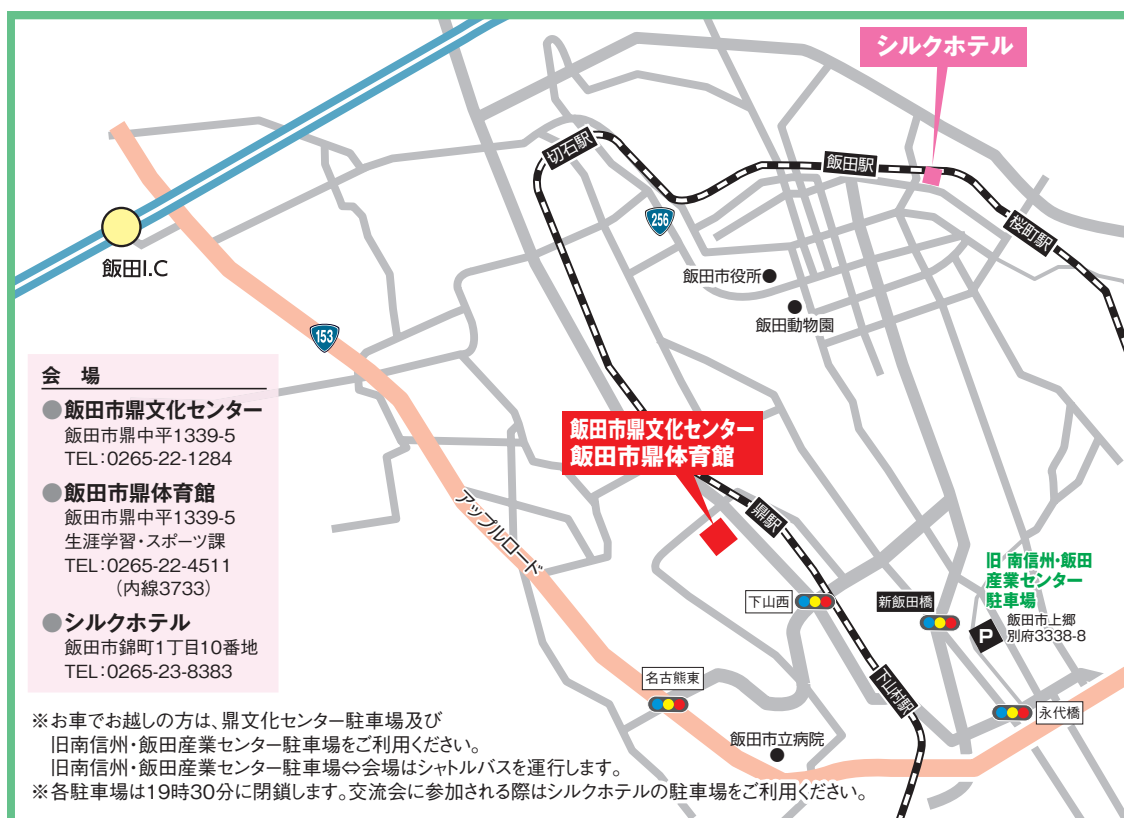 シルクホテル
切石駅
飯田駅
桜町駅
256
飯田I.C
飯田市役所
飯田動物園
153
会 場
●飯田市鼎文化センター
飯田市鼎中平1339-5
TEL:0265-22-1284
●飯田市鼎体育館
飯田市鼎中平1339-5
生涯学習・スポーツ課
TEL:0265-22-4511
(内線3733)
●シルクホテル
飯田市錦町1丁目10番地
TEL:0265-23-8383
飯田市鼎文化センター
飯田市鼎体育館
アップルロード
鼎駅
下山西
新飯田橋
旧 南信州・飯田
産業センター
駐車場
P
飯田市上郷
別府3338-8
名古熊東
下山村駅
永代橋
飯田市立病院
※お車でお越しの方は、鼎文化センター駐車場及び
旧南信州・飯田産業センター駐車場をご利用ください。
旧南信州・飯田産業センター駐車場⇔会場はシャトルバスを運行します。
※各駐車場は19時30分に閉鎖します。交流会に参加される際はシルクホテルの駐車場をご利用ください。